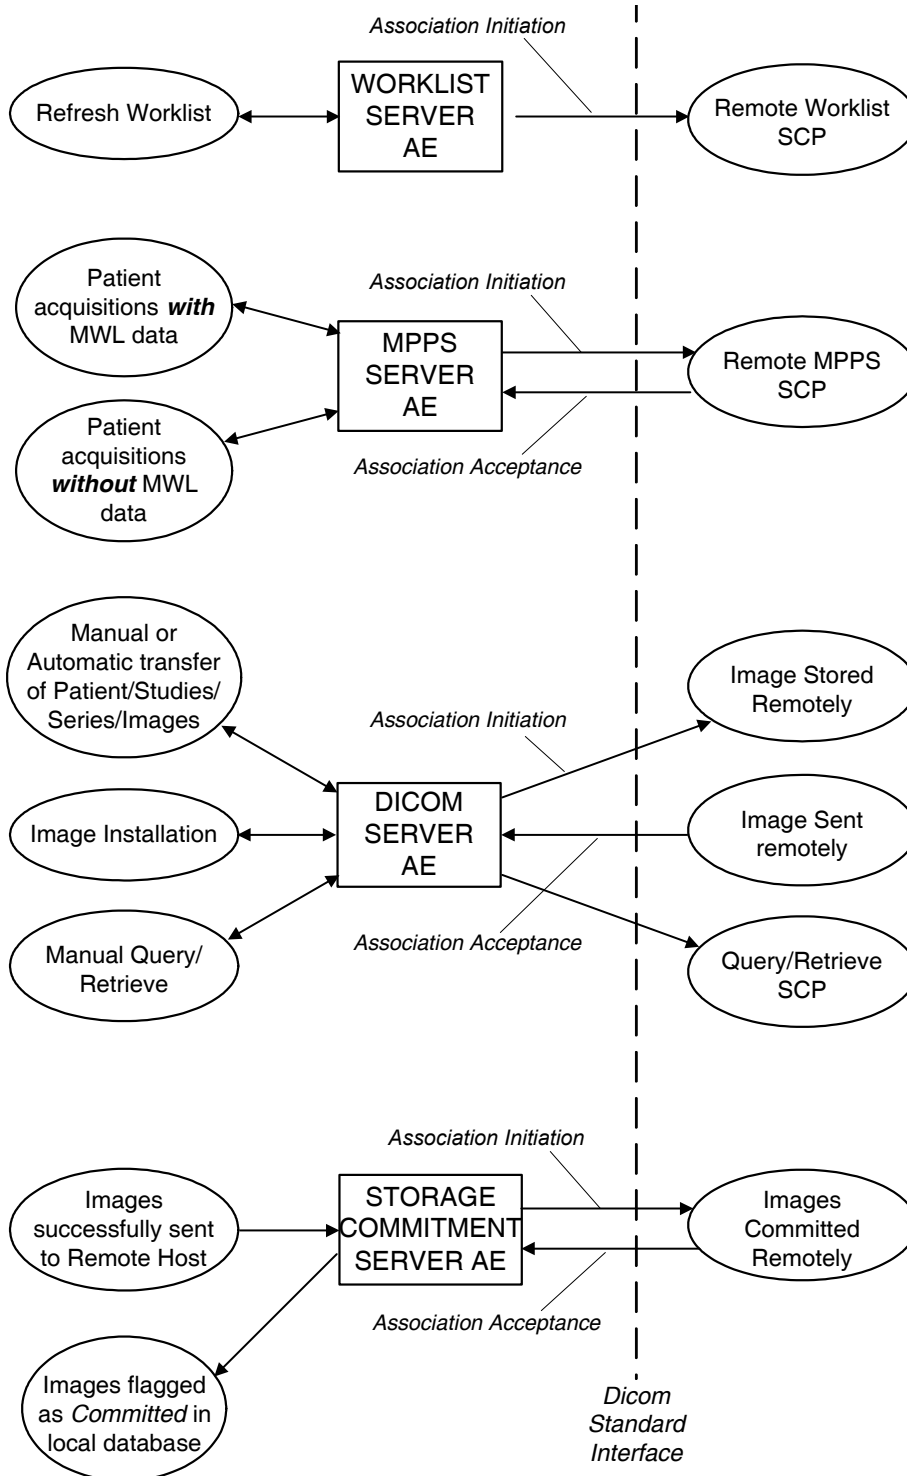 Association Initiation
Refresh Worklist
WORKLIST
SERVER
AE
Remote Worklist
SCP
Patient
acquisitions with
MWL data
Association Initiation
MPPS
SERVER
AE
Remote MPPS
SCP
Patient
acquisitions
without MWL
data
Association Acceptance
Manual or
Automatic transfer
of Patient/Studies/
Series/Images
Association Initiation
Image Stored
Remotely
Image Installation
DICOM
SERVER
AE
Image Sent
remotely
Manual Query/
Retrieve
Association Acceptance
Query/Retrieve
SCP
Association Initiation
Images
successfully sent
to Remote Host
STORAGE
COMMITMENT
SERVER AE
Images
Committed
Remotely
Association Acceptance
Images flagged
as Committed in
local database
Dicom
Standard
Interface